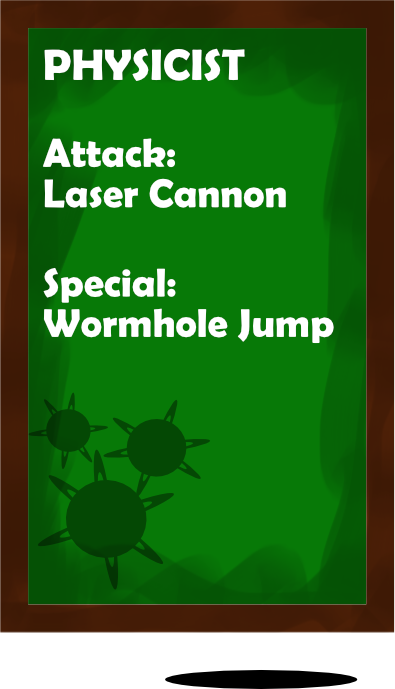 PHYSICIST
Attack:
Laser Cannon
Special:
Wormhole Jump